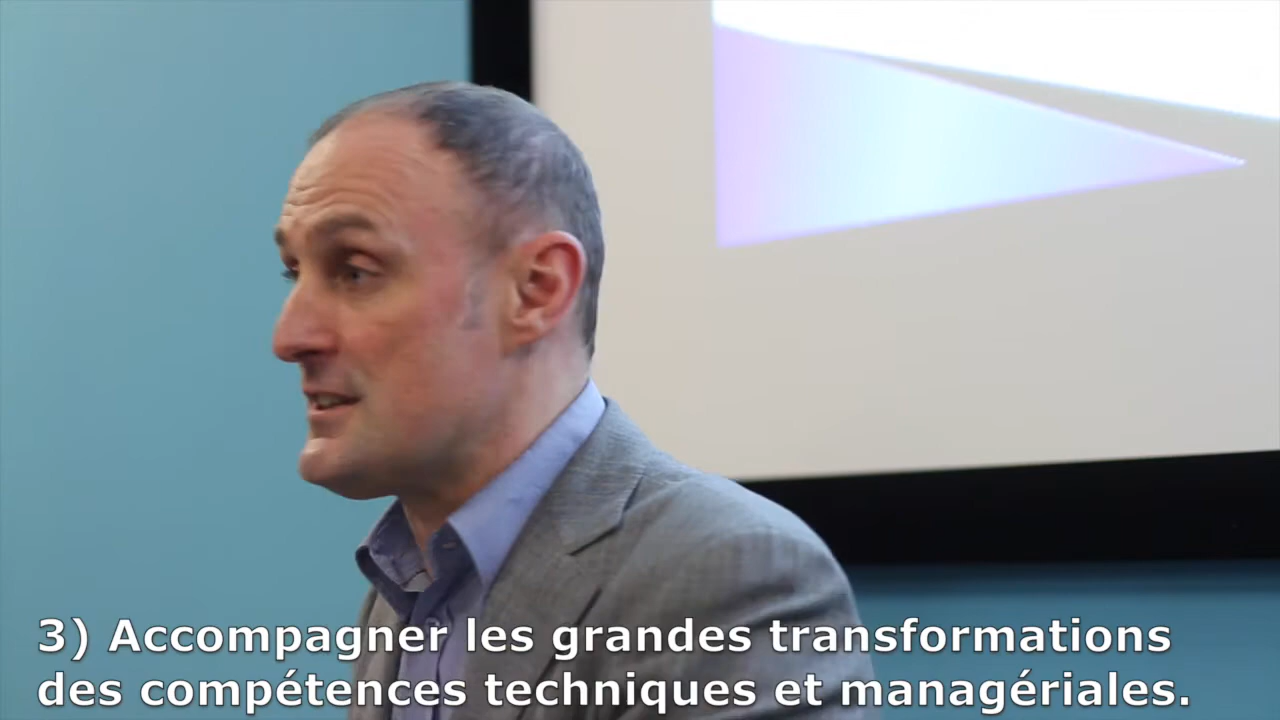 3) Accompagner les grandes transformations
des compétences techniques et managériales.